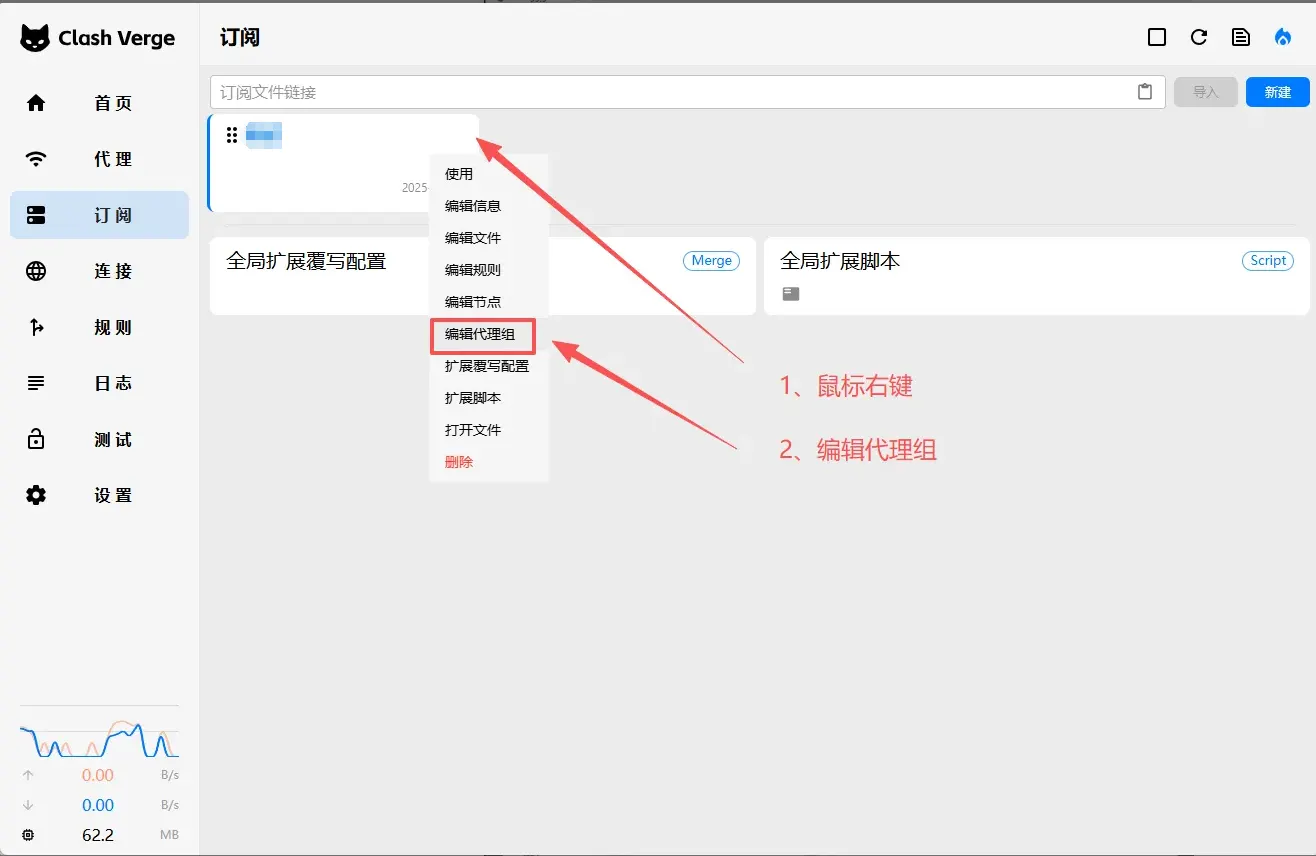 Clash Verge
首 页
代 理
订 阅
连 接
规 则
日 志
测 试
设 置
0.00 B/s
0.00 B/s
62.2 MB
订阅
订阅文件链接
导入
新建
2025-
使用
编辑信息
编辑文件
编辑规则
编辑节点
编辑代理组
扩展覆写配置
扩展脚本
打开文件
删除
全局扩展覆写配置
Merge
全局扩展脚本
Script
1、鼠标右键
2、编辑代理组